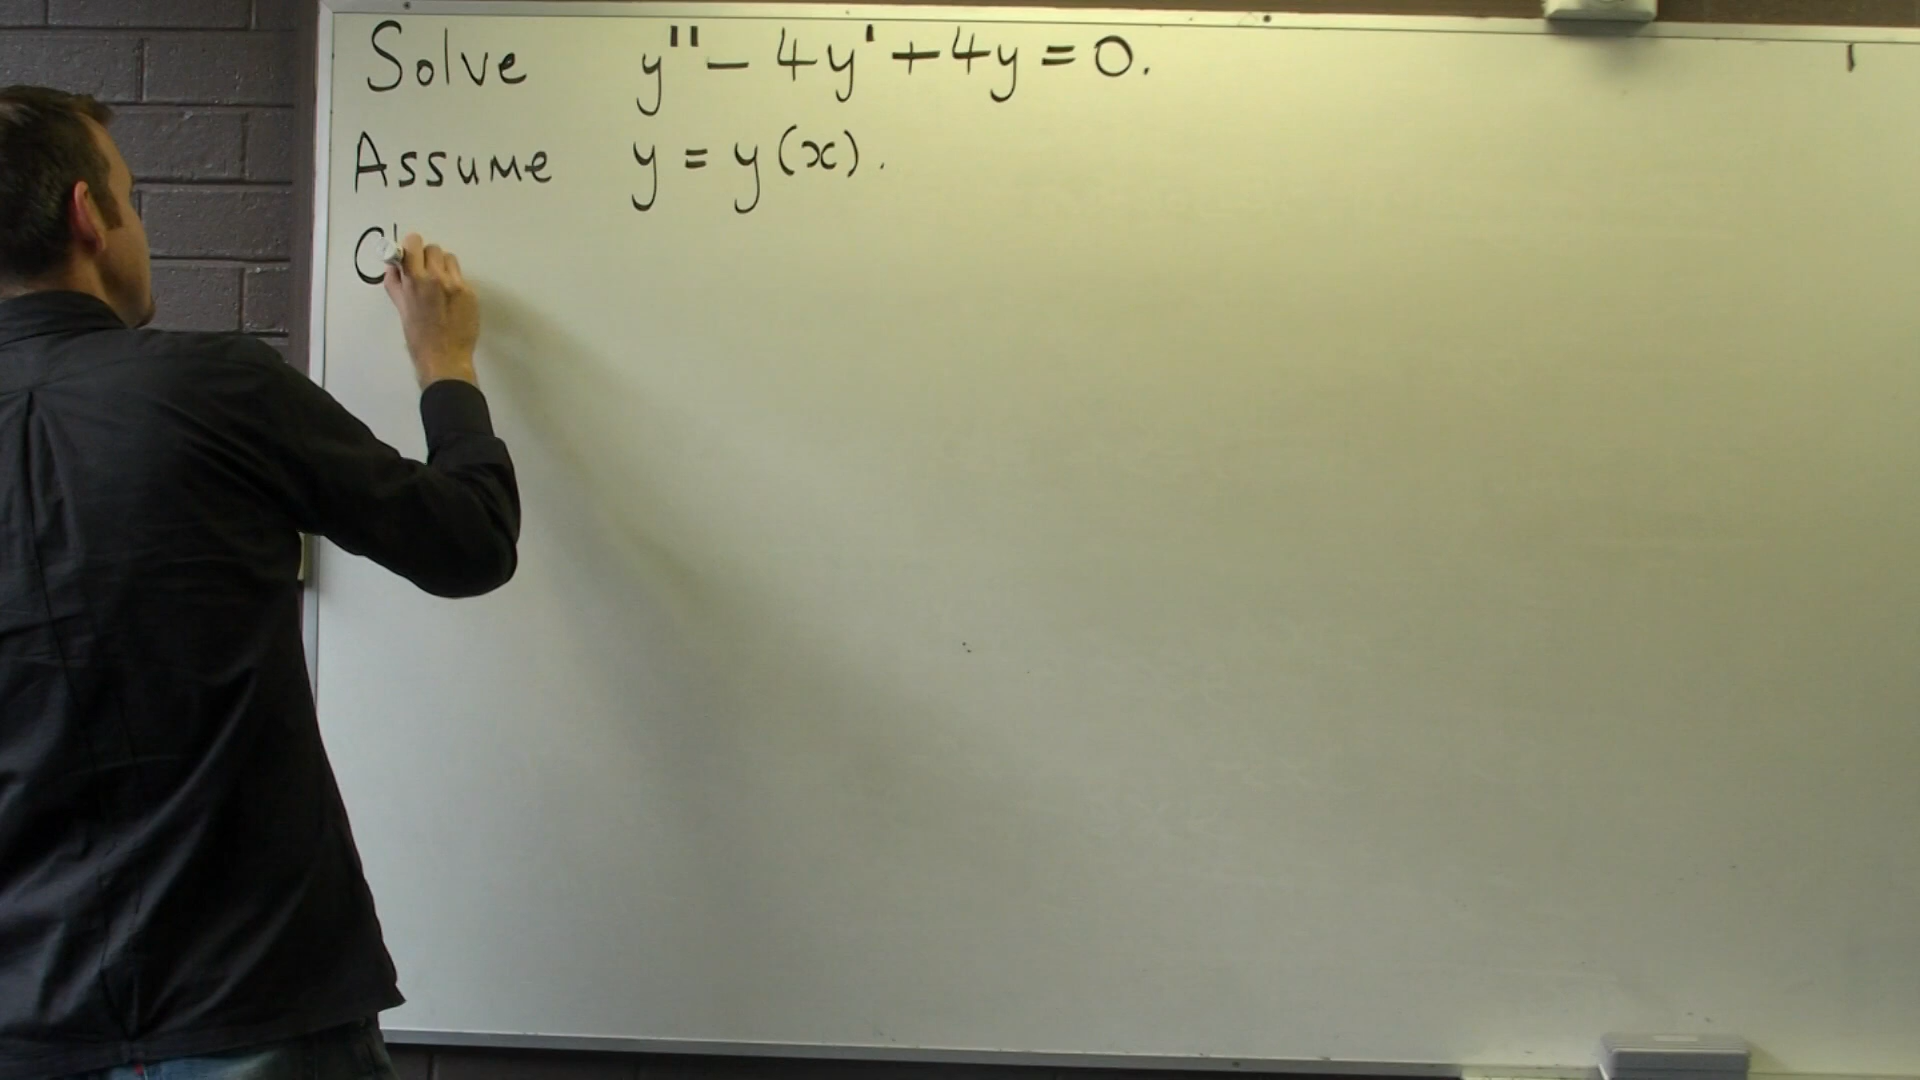 Solve y'' - 4y' + 4y = 0.
Assume y = y(x).